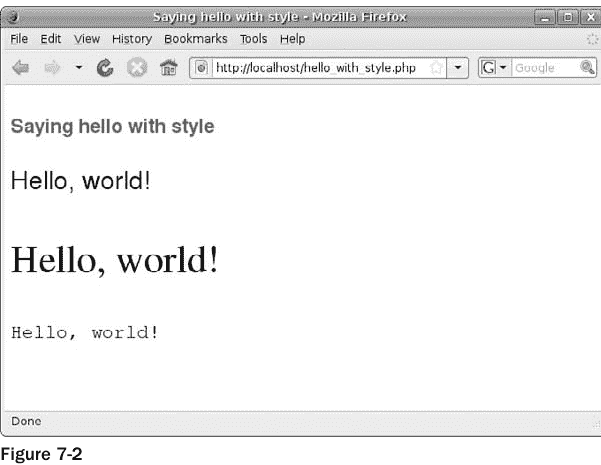 Saying hello with style - Mozilla Firefox
File Edit View History Bookmarks Tools Help
http://localhost/hello_with_style.php G Google
Saying hello with style
Hello, world!
Hello, world!
Hello, world!
Done
Figure 7-2